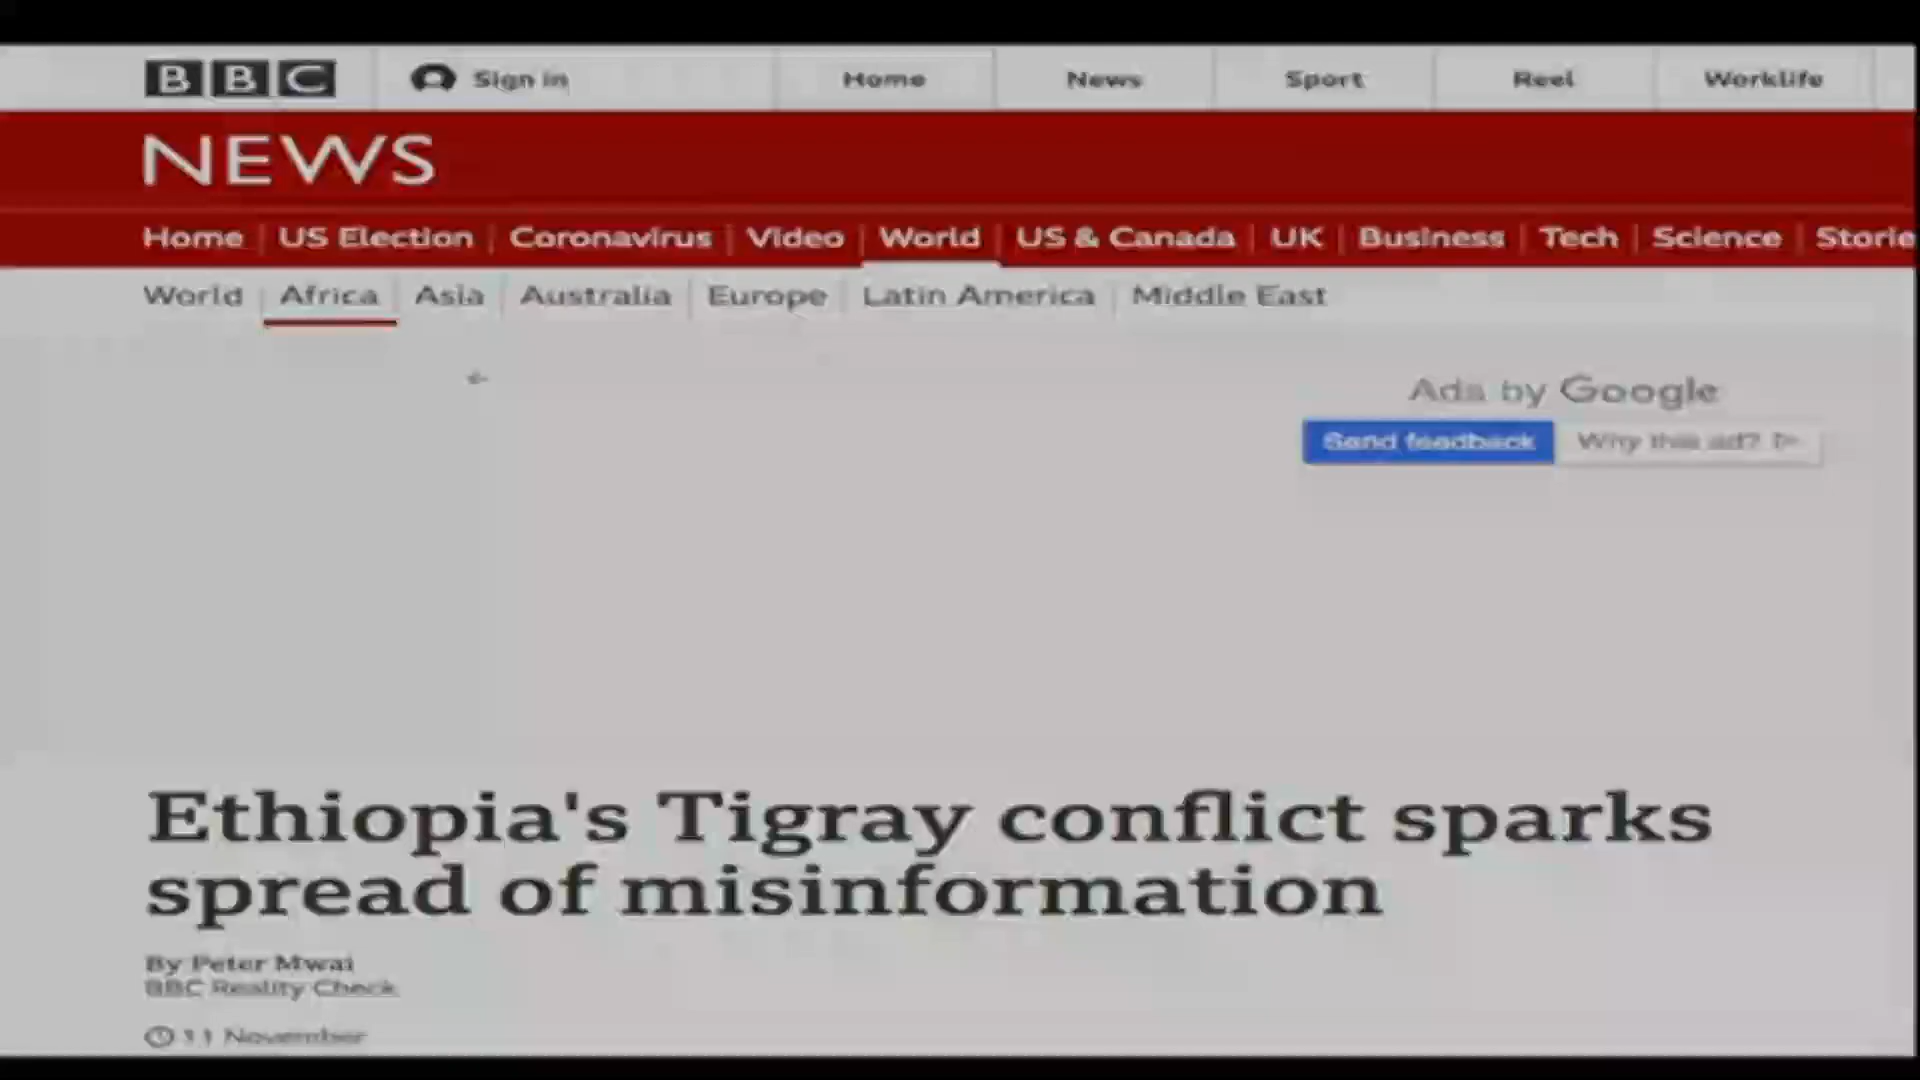 BBC Sign in Home News Sport Reel Worklife
NEWS
Home US Election Coronavirus Video World US & Canada UK Business Tech Science Storie
World Africa Asia Australia Europe Latin America Middle East
Ads by Google
Send feedback Why this ad?
Ethiopia's Tigray conflict sparks
spread of misinformation
By Peter Mwai
BBC Reality Check
11 November